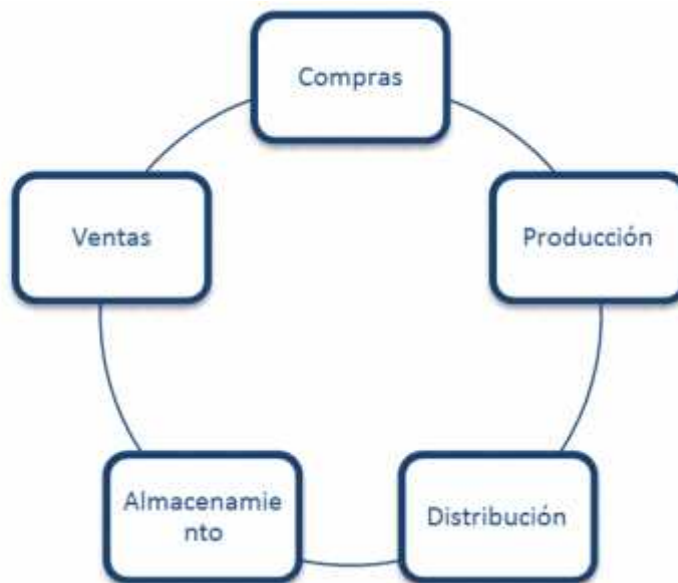 Compras
Ventas
Producción
Almacenamie
nto
Distribución